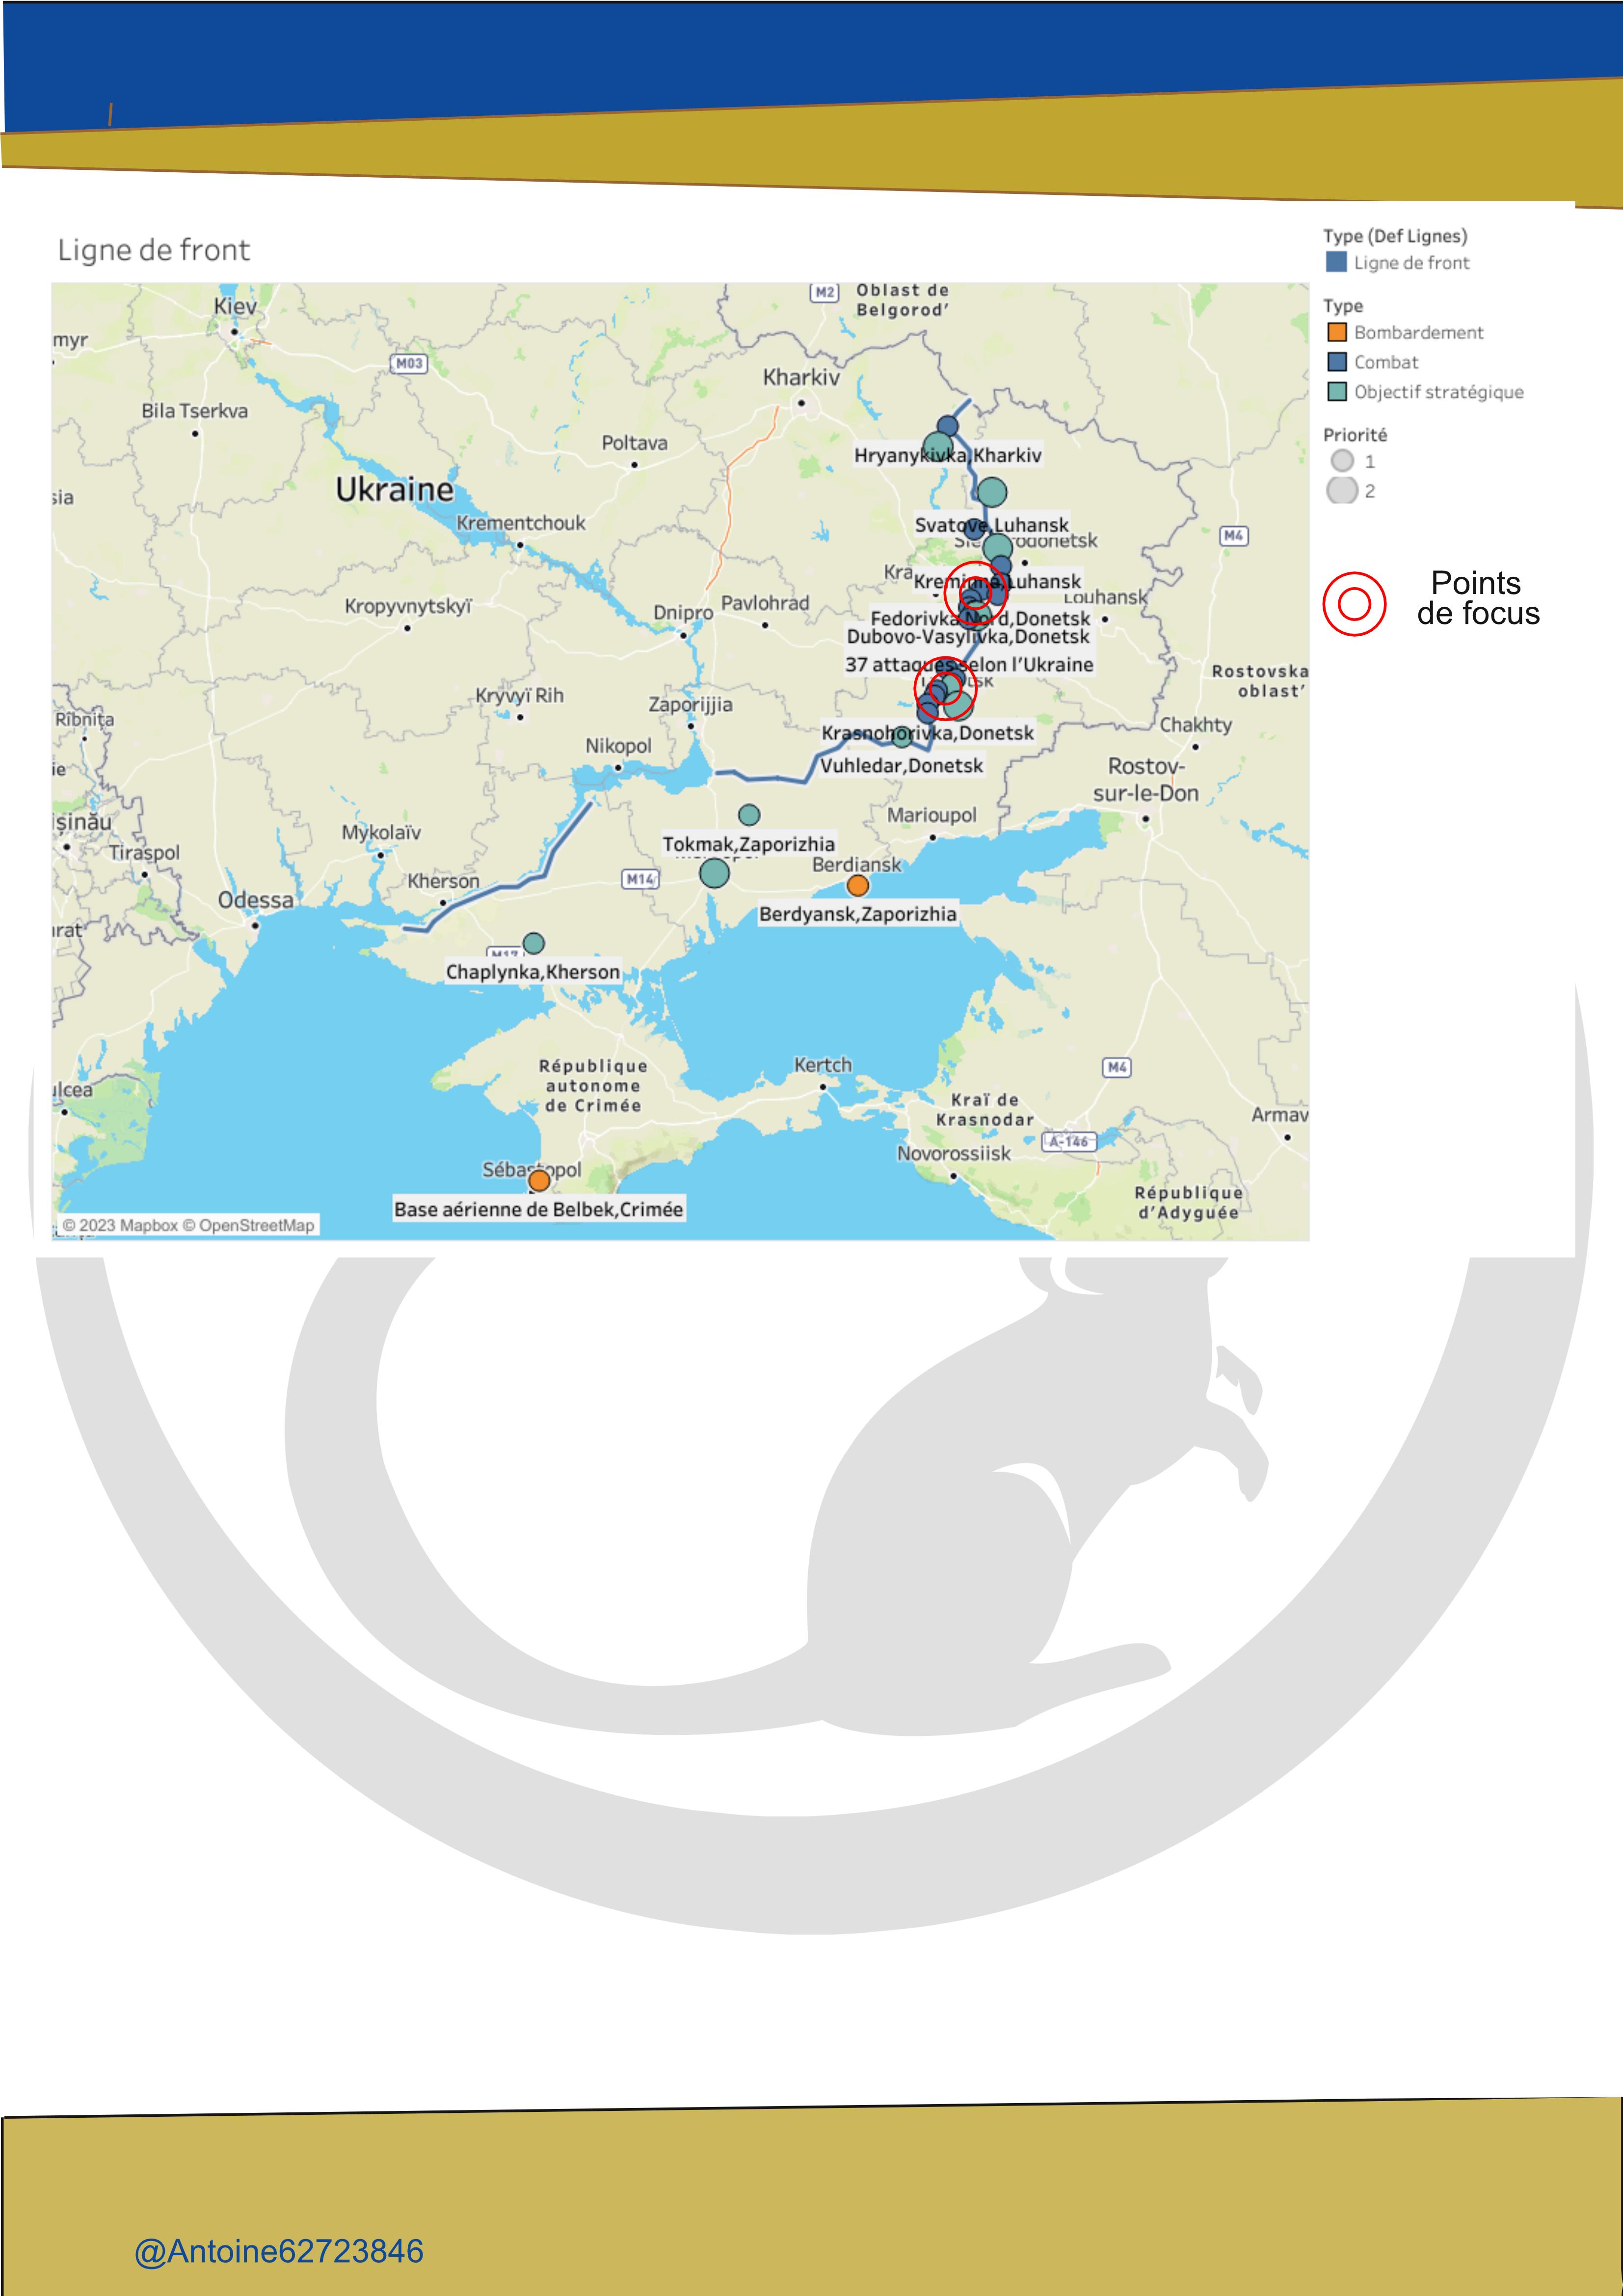 Ligne de front
Type (Def Lignes)
Ligne de front
Type
Bombardement
Combat
Objectif stratégique
Priorité
1
2
Points
de focus
Kiev
myr
M03
M2
Oblast de
Belgorod'
Kharkiv
Bila Tserkva
Poltava
Hryanykivka,Kharkiv
Ukraine
sia
Krementchouk
Svatove,Luhansk
M4
Kra
Kreminna,Luhansk
Louhansk
Kropyvnytskyï
Dnipro
Pavlohrad
Fedorivka Nord,Donetsk
Dubovo-Vasylivka,Donetsk
37 attaques selon l'Ukraine
Rostovska
oblast'
Kryvyï Rih
Zaporijjia
Rîbnița
Chakhty
Krasnohorivka,Donetsk
Nikopol
Vuhledar,Donetsk
Rostov-
sur-le-Don
ie
ișinău
Mykolaïv
Marioupol
Tiraspol
Tokmak,Zaporizhia
Berdiansk
Kherson
M14
Odessa
Berdyansk,Zaporizhia
rat
M17
Chaplynka,Kherson
République
autonome
de Crimée
Kertch
M4
ulcea
Kraï de
Krasnodar
Armav
A-146
Novorossiisk
Sébastopol
République
d'Adyguée
Base aérienne de Belbek,Crimée
© 2023 Mapbox © OpenStreetMap
@Antoine62723846